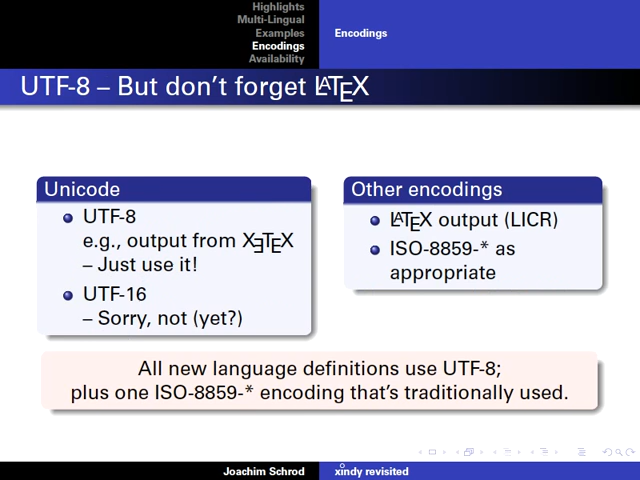 Highlights
Multi-Lingual
Examples
Encodings
Availability
Encodings
UTF-8 – But don't forget LATEX
Unicode
UTF-8
e.g., output from XƎTEX
– Just use it!
UTF-16
– Sorry, not (yet?)
Other encodings
LATEX output (LICR)
ISO-8859-* as
appropriate
All new language definitions use UTF-8;
plus one ISO-8859-* encoding that's traditionally used.
Joachim Schrod
xindy revisited